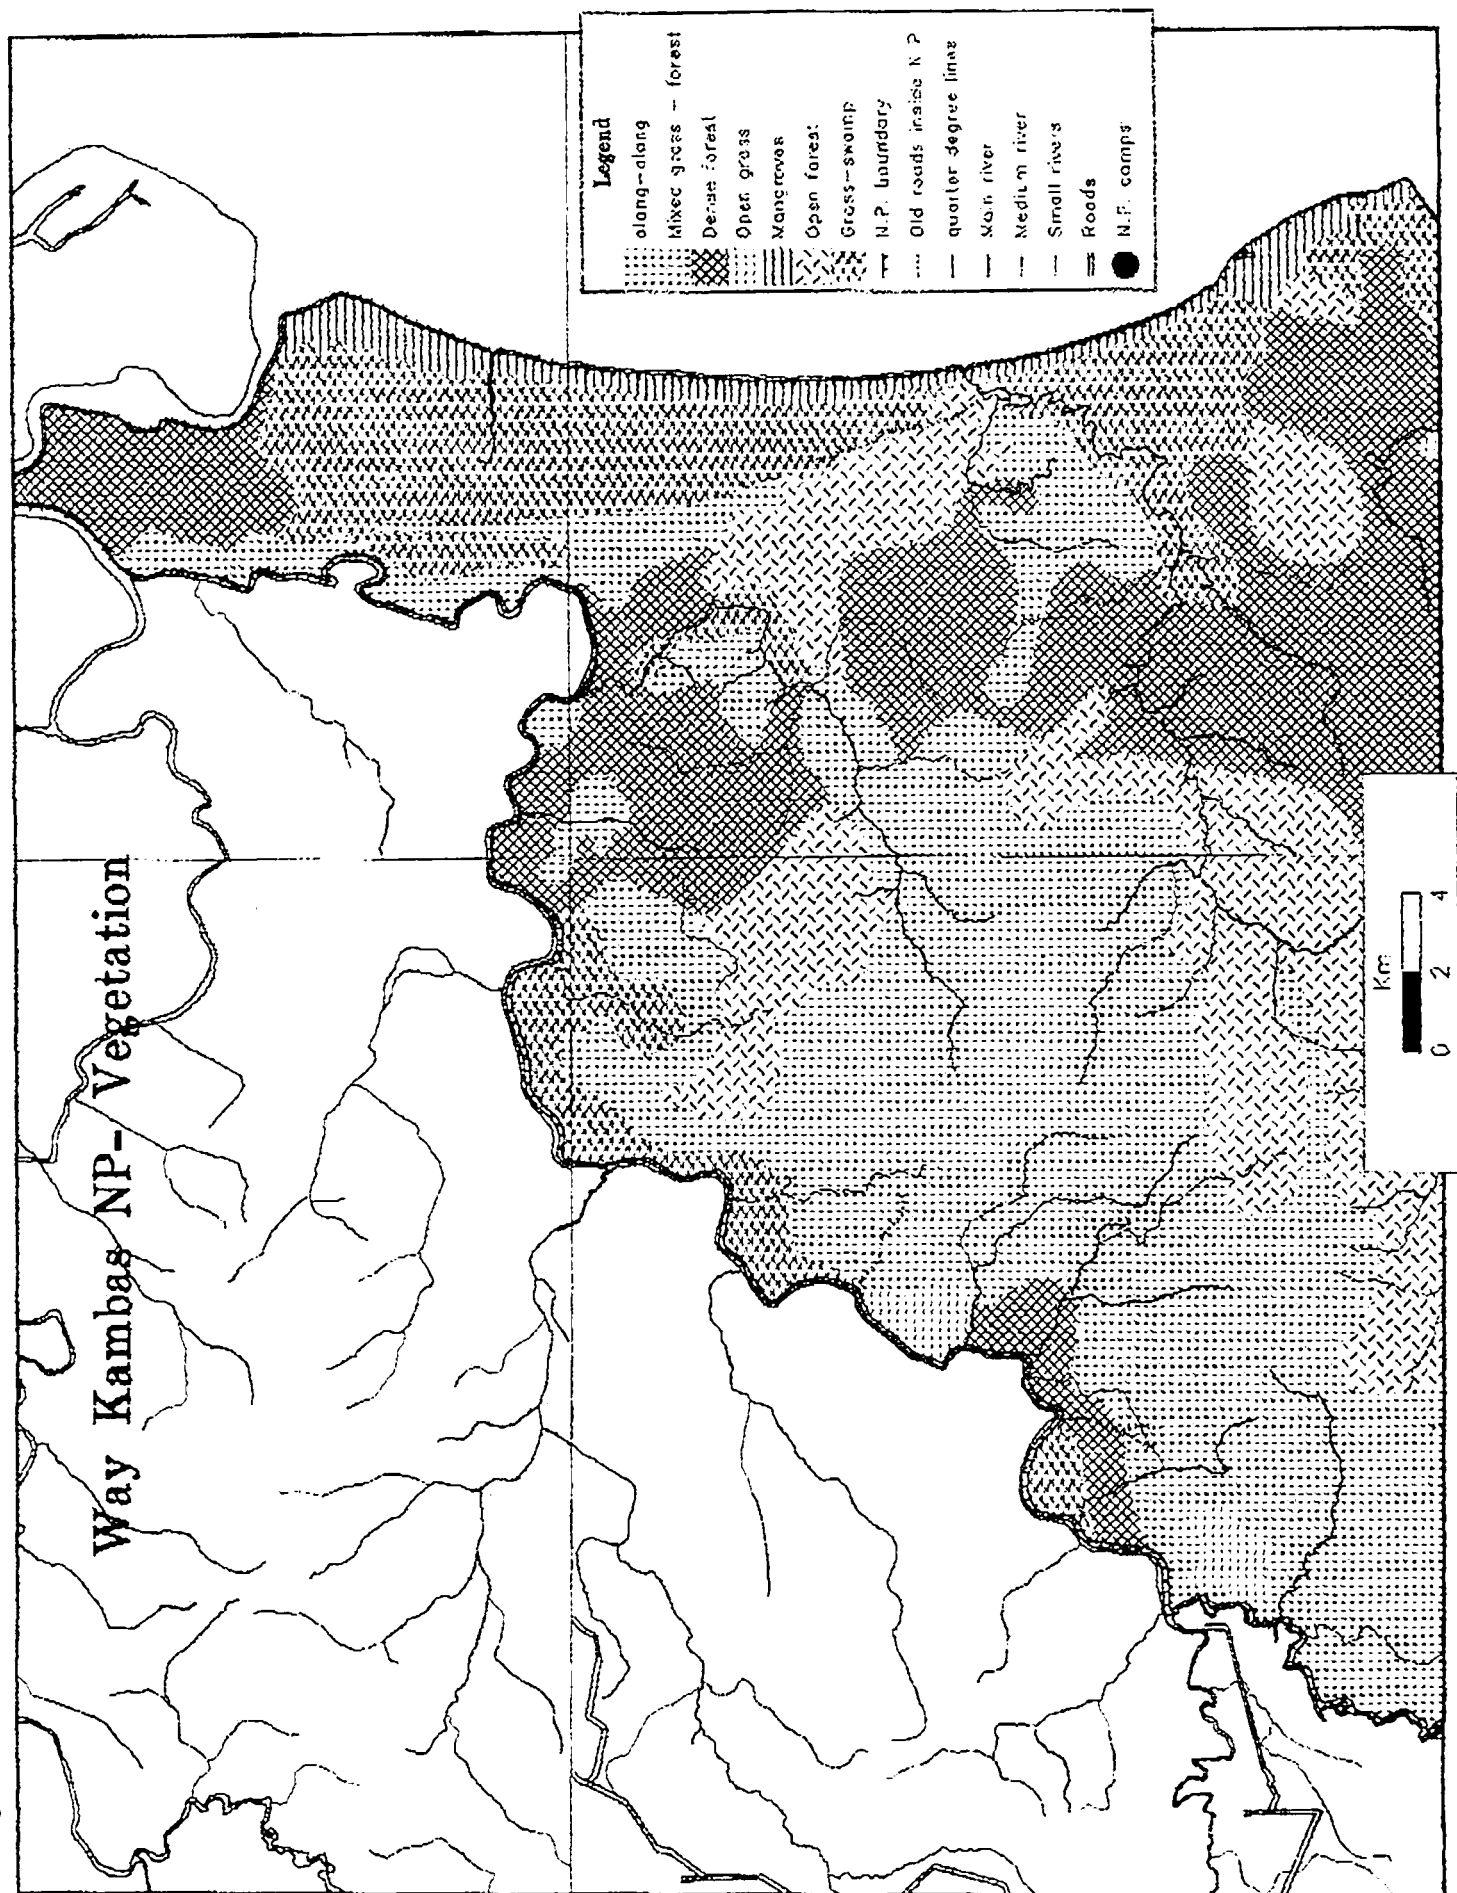 Way Kambas NP- Vegetation
Legend
alang-alang
Mixed grass - forest
Dense forest
Open grass
Mangroves
Open forest
Grass-swamp
N.P. boundary
Old roads inside N P
quarter degree lines
Main river
Medium river
Small rivers
Roads
N.P. camps
Km
0 2 4